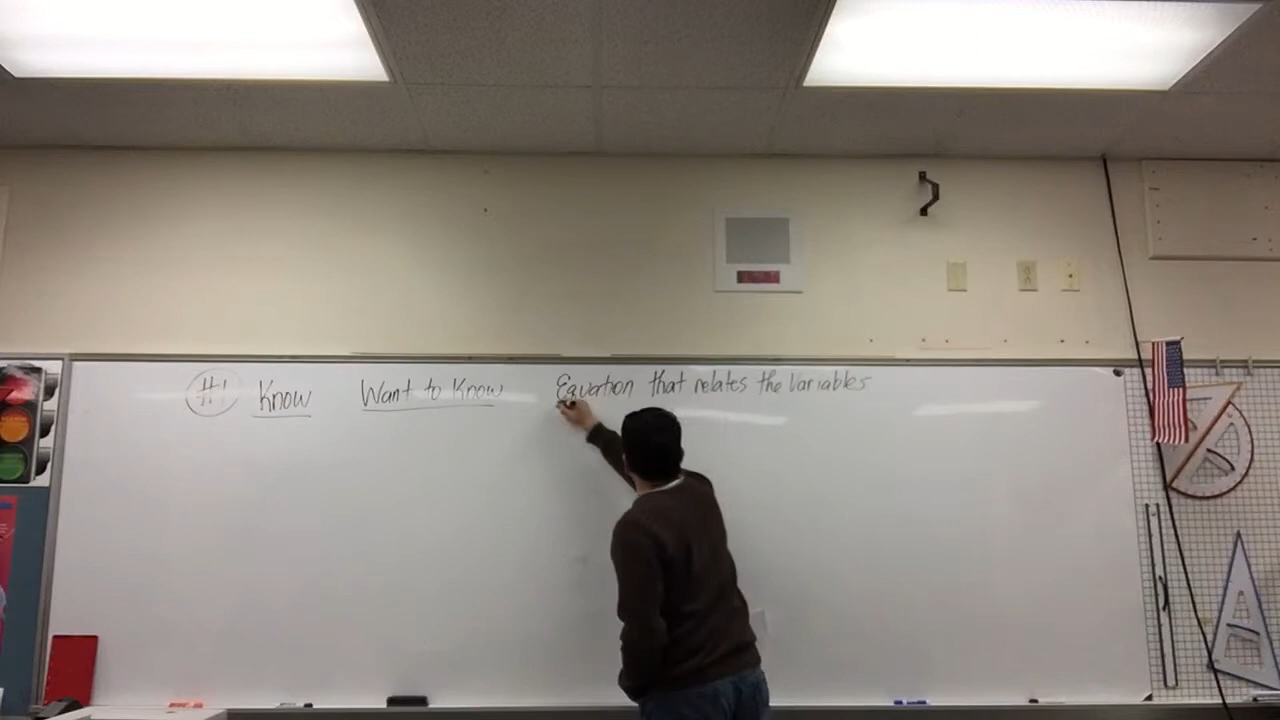 #1 Know Want to Know Equation that relates the Variables